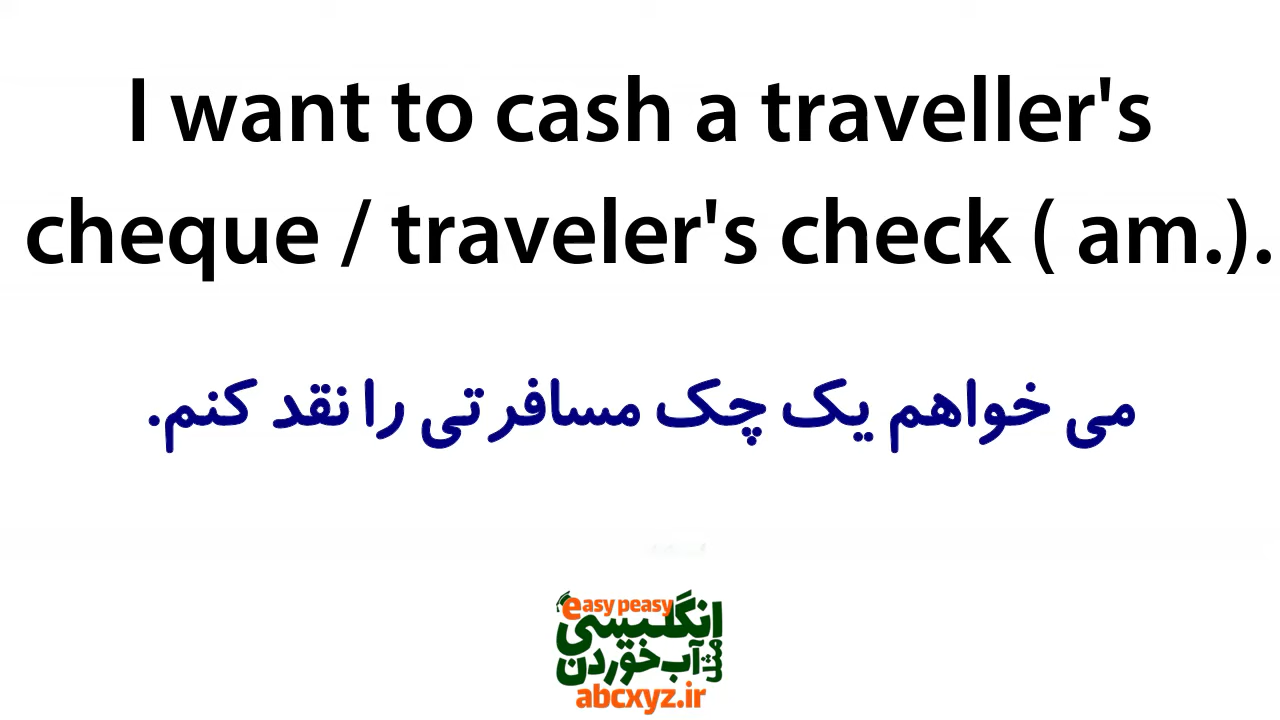 I want to cash a traveller's
cheque / traveler's check ( am.).
می خواهم یک چک مسافرتی را نقد کنم.
easy peasy
انگلیسی
مثل آب خوردن
abcxyz.ir